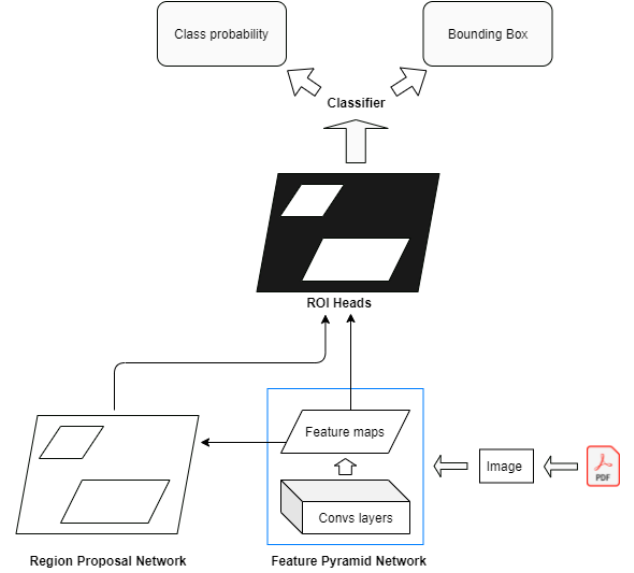 Class probability
Bounding Box
Classifier
ROI Heads
Feature maps
Image
PDF
Convs layers
Region Proposal Network
Feature Pyramid Network